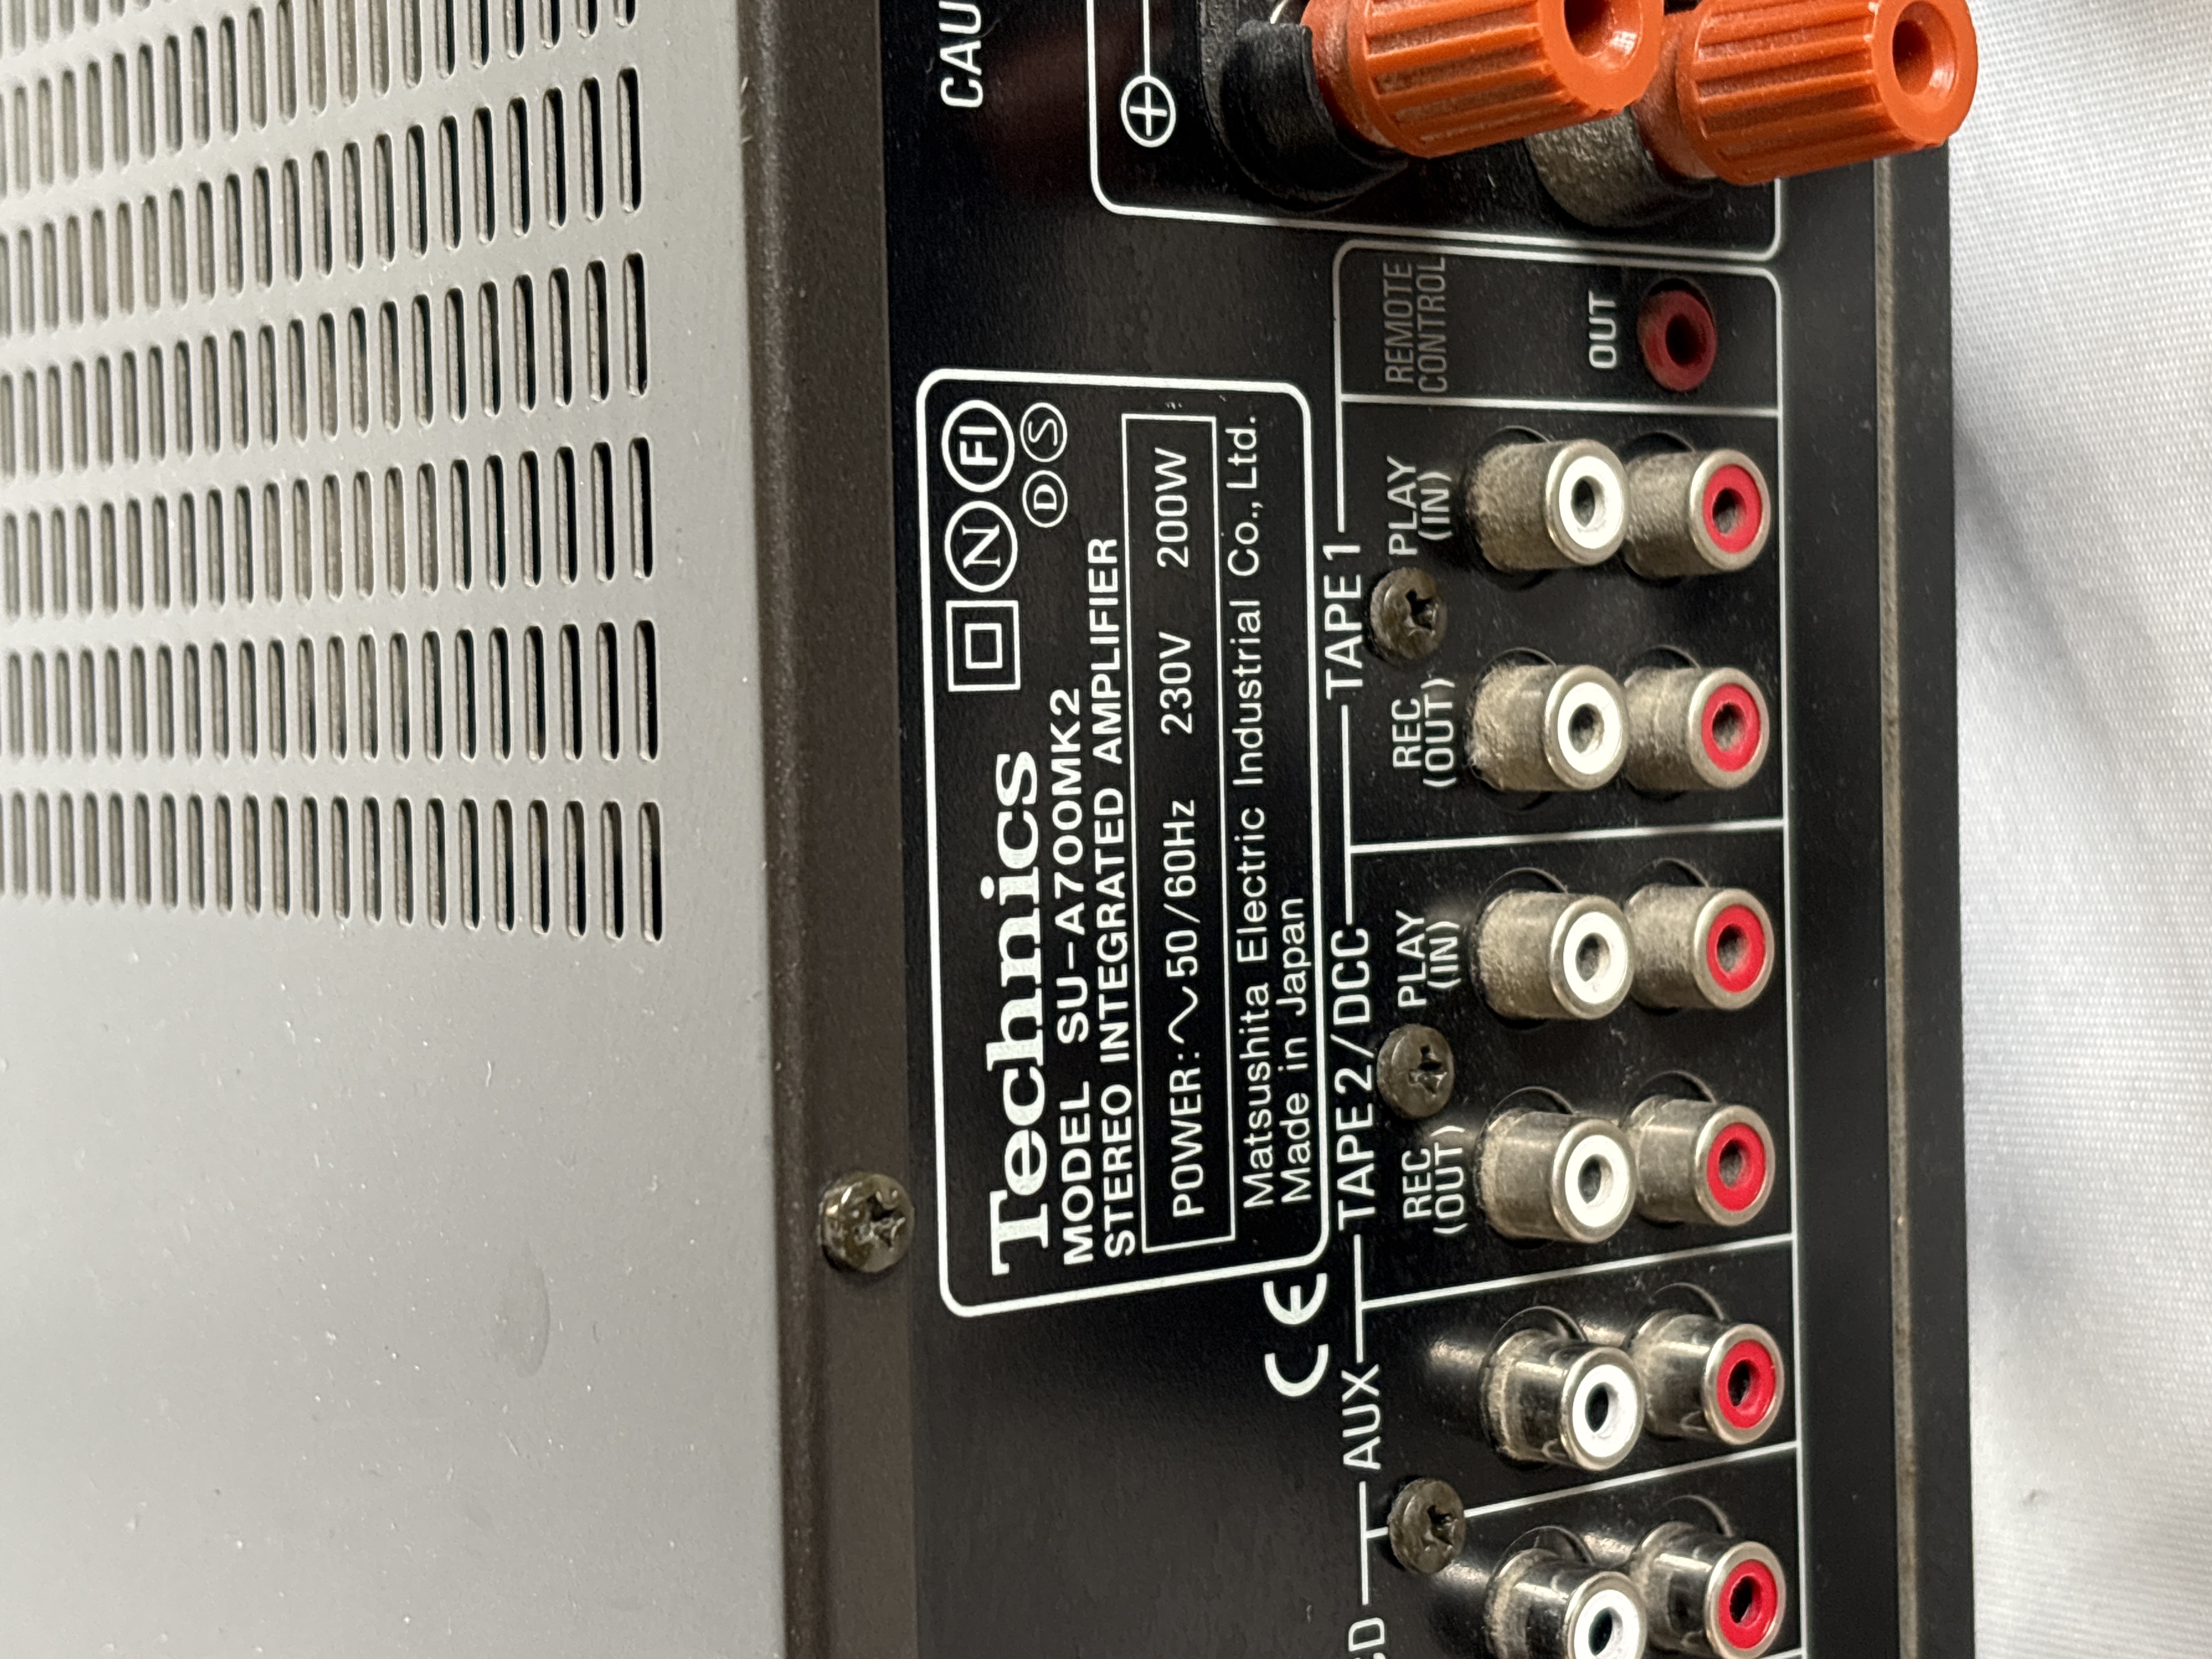 Technics
MODEL SU-A700MK2
STEREO INTEGRATED AMPLIFIER
N FI
D S
POWER:∿50/60Hz 230V 200W
Matsushita Electric Industrial Co.,Ltd.
Made in Japan
CE
CAU
+
CD
AUX
TAPE 2/DCC
REC
(OUT)
PLAY
(IN)
TAPE 1
REC
(OUT)
PLAY
(IN)
REMOTE
CONTROL
OUT